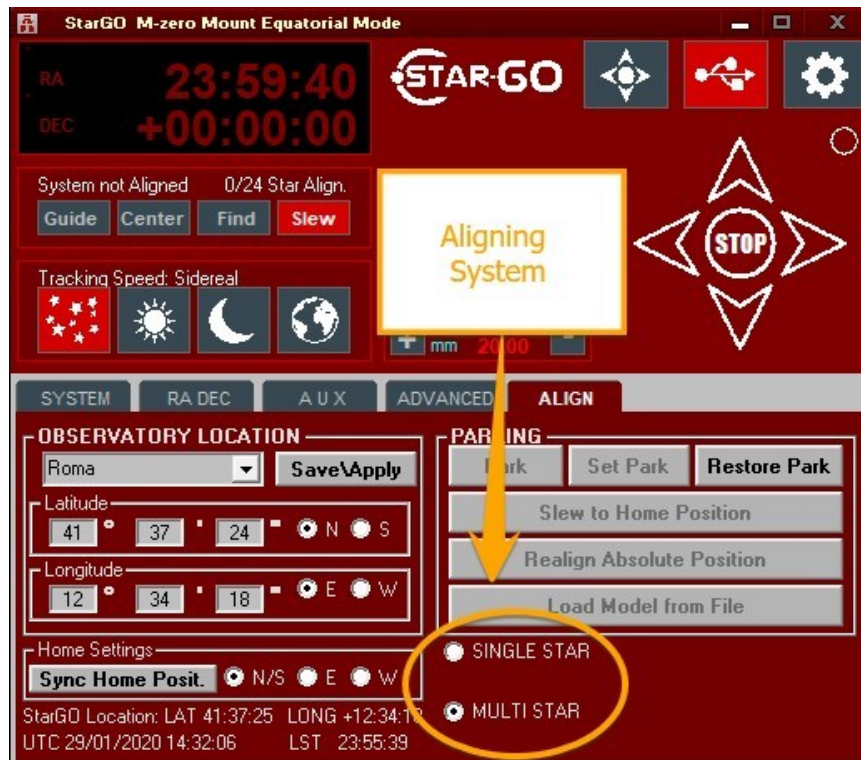 StarGO M-zero Mount Equatorial Mode
RA 23:59:40
DEC +00:00:00
STAR-GO
System not Aligned 0/24 Star Align.
Guide Center Find Slew
Aligning
System
STOP
Tracking Speed: Sidereal
+ mm 20.00
SYSTEM RA DEC AUX ADVANCED ALIGN
OBSERVATORY LOCATION
Roma Save\Apply
Latitude
41 ° 37 ' 24 " N S
Longitude
12 ° 34 ' 18 " E W
Home Settings
Sync Home Posit. N/S E W
StarGO Location: LAT 41:37:25 LONG +12:34:18
UTC 29/01/2020 14:32:06 LST 23:55:39
PARKING
Park Set Park Restore Park
Slew to Home Position
Realign Absolute Position
Load Model from File
SINGLE STAR
MULTI STAR